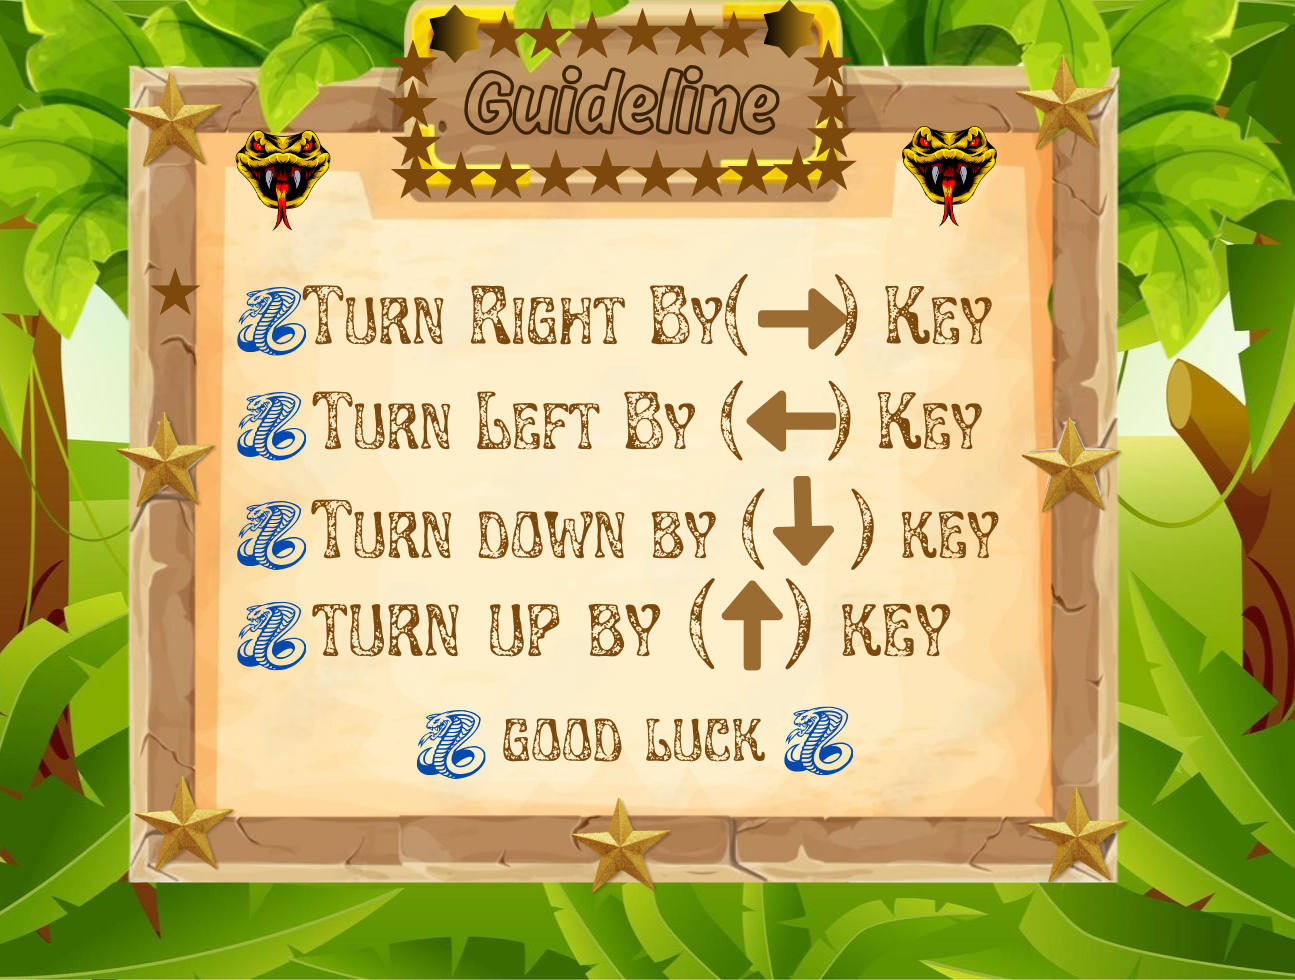 Guideline
Turn Right By(→) Key
Turn Left By (←) Key
Turn down by (↓) key
turn up by (↑) key
good luck